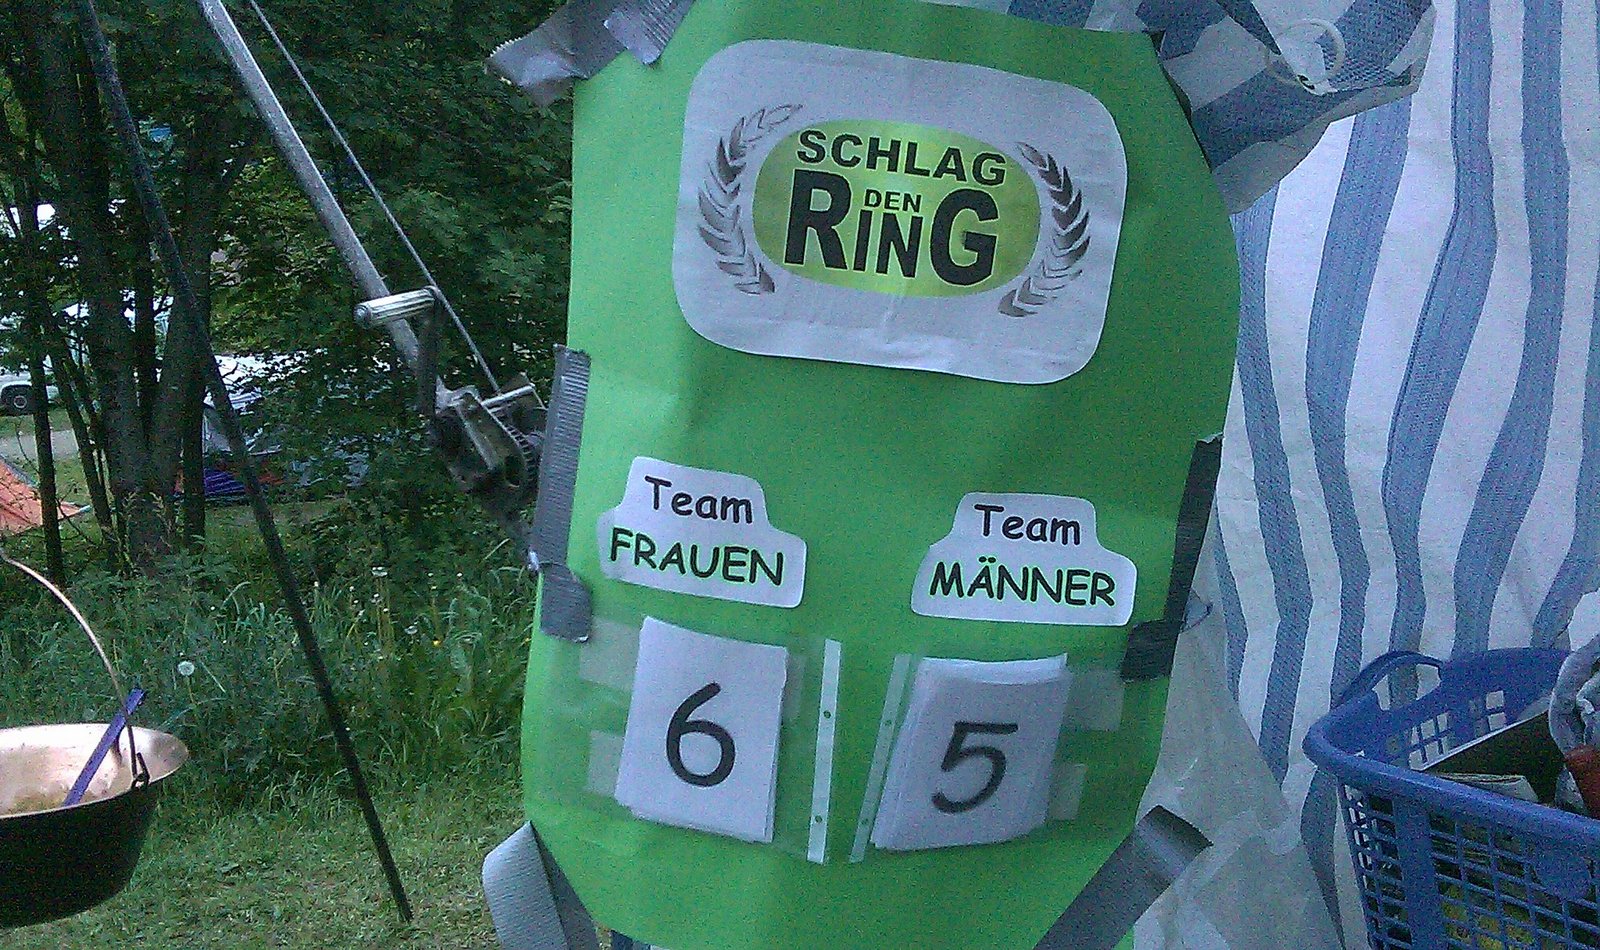 SCHLAG
DEN
RING
Team
FRAUEN
Team
MÄNNER
6
5